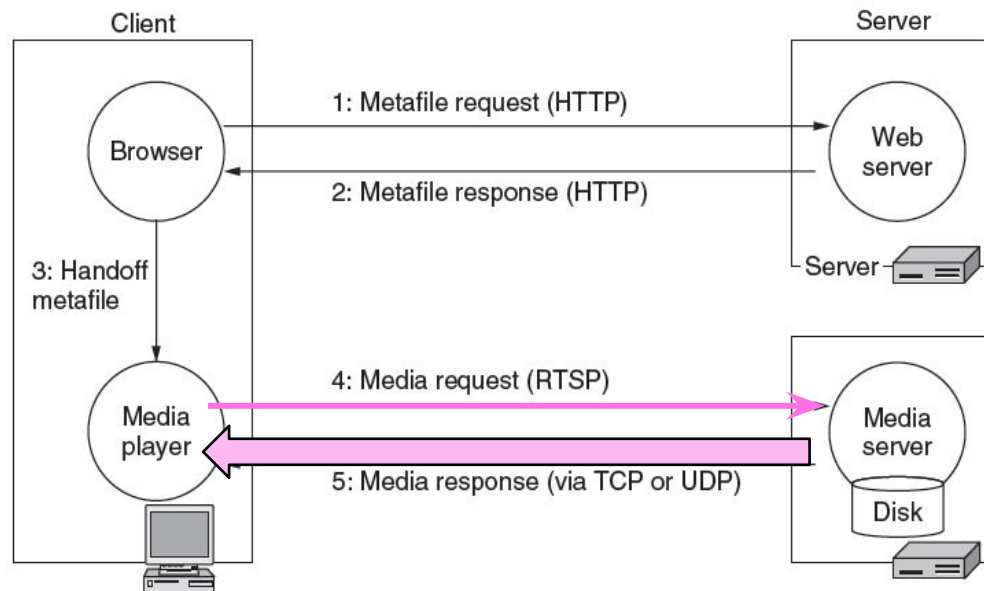 Client
Server
1: Metafile request (HTTP)
Browser
Web
server
2: Metafile response (HTTP)
3: Handoff
metafile
Server
4: Media request (RTSP)
Media
player
Media
server
5: Media response (via TCP or UDP)
Disk